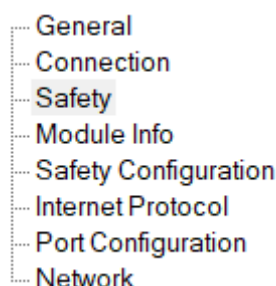 General
Connection
Safety
Module Info
Safety Configuration
Internet Protocol
Port Configuration
Network